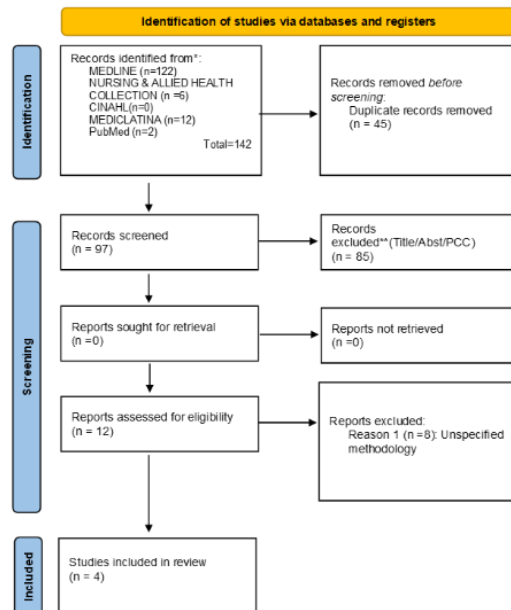 Identification of studies via databases and registers
Identification
Records identified from*:
MEDLINE (n=122)
NURSING & ALLIED HEALTH
COLLECTION (n =6)
CINAHL(n=0)
MEDICLATINA (n=12)
PubMed (n=2)
Total=142
Records removed before
screening:
Duplicate records removed
(n = 45)
Screening
Records screened
(n = 97)
Records
excluded**(Title/Abst/PCC)
(n = 85)
Reports sought for retrieval
(n =0)
Reports not retrieved
(n =0)
Reports assessed for eligibility
(n = 12)
Reports excluded:
Reason 1 (n =8): Unspecified
methodology
Included
Studies included in review
(n = 4)